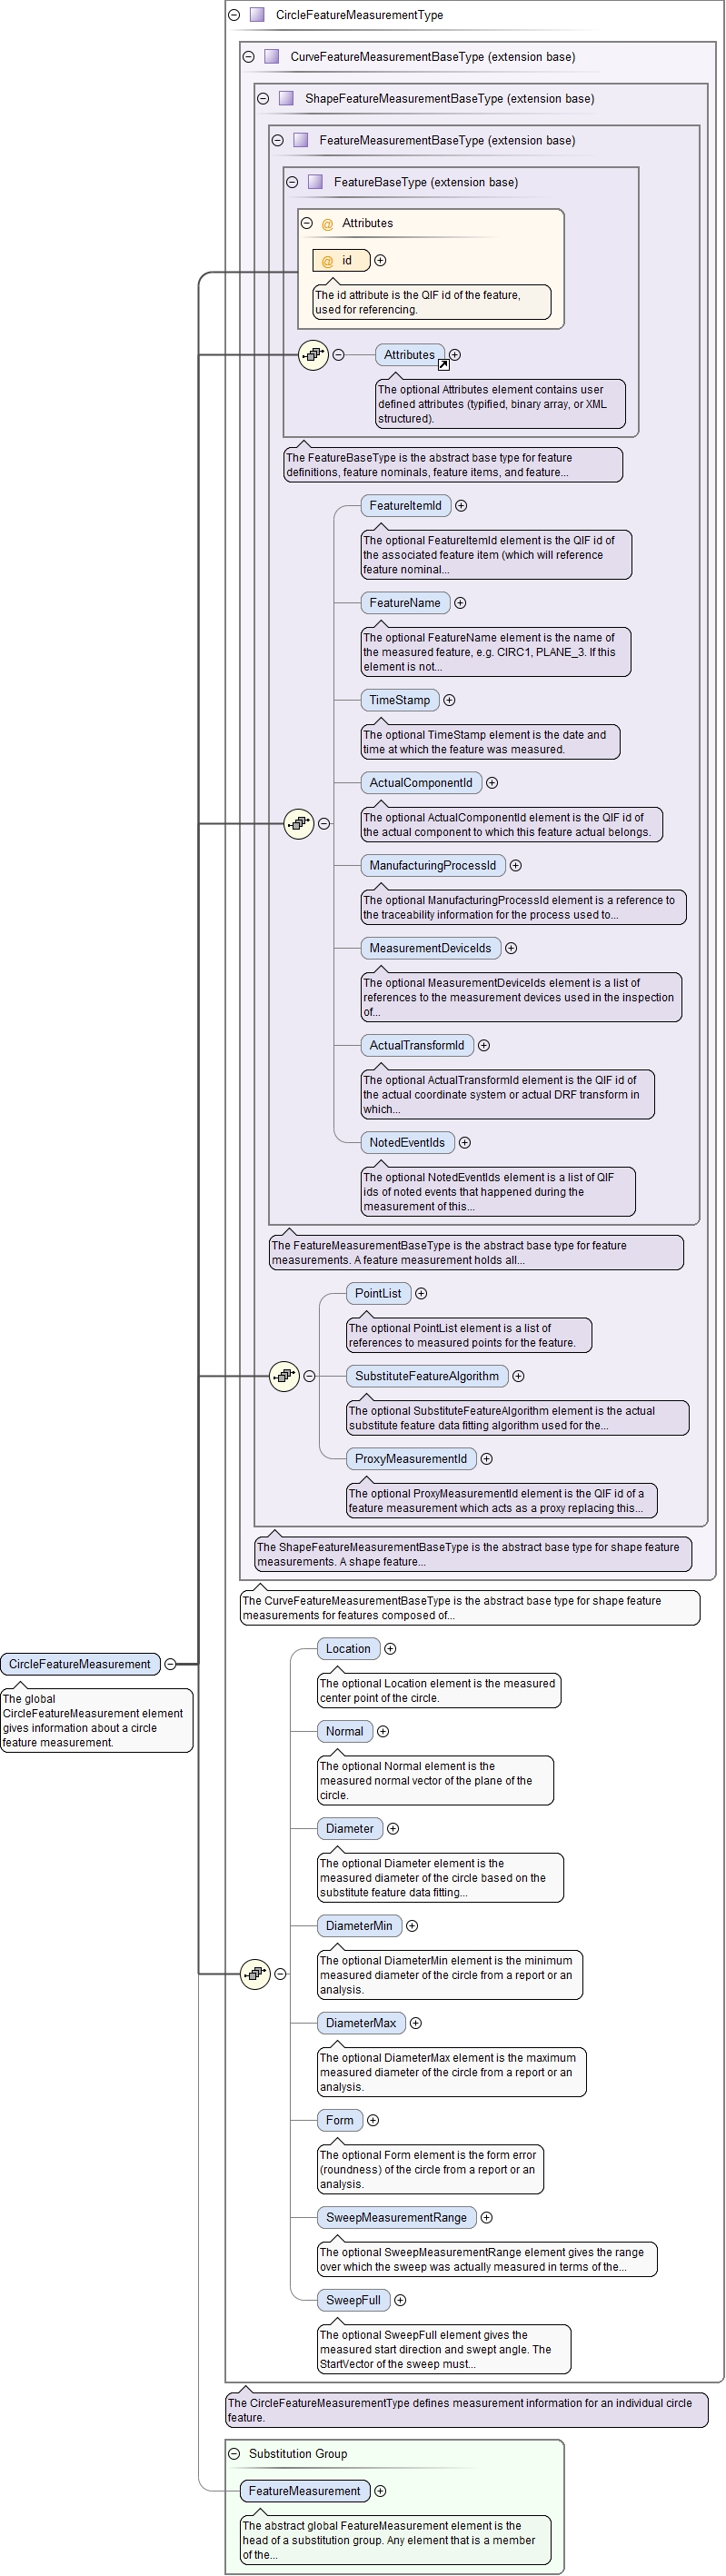 CircleFeatureMeasurementType
CurveFeatureMeasurementBaseType (extension base)
ShapeFeatureMeasurementBaseType (extension base)
FeatureMeasurementBaseType (extension base)
FeatureBaseType (extension base)
@ Attributes
@ id
The id attribute is the QIF id of the feature,
used for referencing.
Attributes
The optional Attributes element contains user
defined attributes (typified, binary array, or XML
structured).
The FeatureBaseType is the abstract base type for feature
definitions, feature nominals, feature items, and feature...
FeatureItemId
The optional FeatureItemId element is the QIF id of
the associated feature item (which will reference
feature nominal...
FeatureName
The optional FeatureName element is the name of
the measured feature, e.g. CIRC1, PLANE_3. If this
element is not...
TimeStamp
The optional TimeStamp element is the date and
time at which the feature was measured.
ActualComponentId
The optional ActualComponentId element is the QIF id of
the actual component to which this feature actual belongs.
ManufacturingProcessId
The optional ManufacturingProcessId element is a reference to
the traceability information for the process used to...
MeasurementDeviceIds
The optional MeasurementDeviceIds element is a list of
references to the measurement devices used in the inspection
of...
ActualTransformId
The optional ActualTransformId element is the QIF id of
the actual coordinate system or actual DRF transform in
which...
NotedEventIds
The optional NotedEventIds element is a list of QIF
ids of noted events that happened during the
measurement of this...
The FeatureMeasurementBaseType is the abstract base type for feature
measurements. A feature measurement holds all...
PointList
The optional PointList element is a list of
references to measured points for the feature.
SubstituteFeatureAlgorithm
The optional SubstituteFeatureAlgorithm element is the actual
substitute feature data fitting algorithm used for the...
ProxyMeasurementId
The optional ProxyMeasurementId element is the QIF id of a
feature measurement which acts as a proxy replacing this...
The ShapeFeatureMeasurementBaseType is the abstract base type for shape feature
measurements. A shape feature...
The CurveFeatureMeasurementBaseType is the abstract base type for shape feature
measurements for features composed of...
CircleFeatureMeasurement
The global
CircleFeatureMeasurement element
gives information about a circle
feature measurement.
Location
The optional Location element is the measured
center point of the circle.
Normal
The optional Normal element is the
measured normal vector of the plane of the
circle.
Diameter
The optional Diameter element is the
measured diameter of the circle based on the
substitute feature data fitting...
DiameterMin
The optional DiameterMin element is the minimum
measured diameter of the circle from a report or an
analysis.
DiameterMax
The optional DiameterMax element is the maximum
measured diameter of the circle from a report or an
analysis.
Form
The optional Form element is the form error
(roundness) of the circle from a report or an
analysis.
SweepMeasurementRange
The optional SweepMeasurementRange element gives the range
over which the sweep was actually measured in terms of the...
SweepFull
The optional SweepFull element gives the
measured start direction and swept angle. The
StartVector of the sweep must...
The CircleFeatureMeasurementType defines measurement information for an individual circle
feature.
Substitution Group
FeatureMeasurement
The abstract global FeatureMeasurement element is the
head of a substitution group. Any element that is a member
of the...